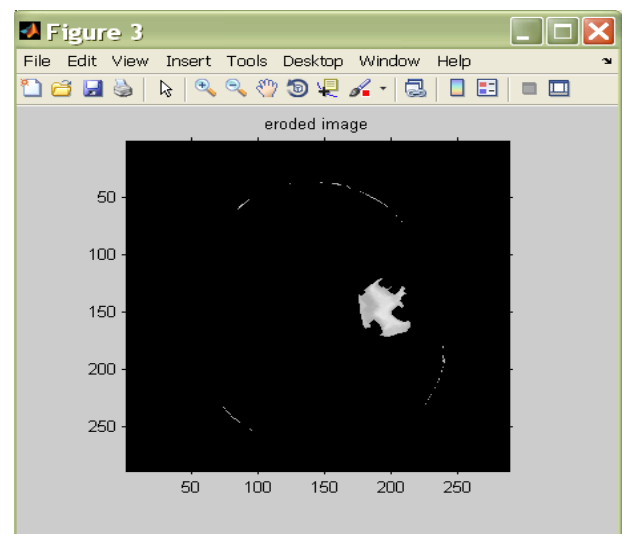 Figure 3
File Edit View Insert Tools Desktop Window Help
eroded image
50
100
150
200
250
50 100 150 200 250